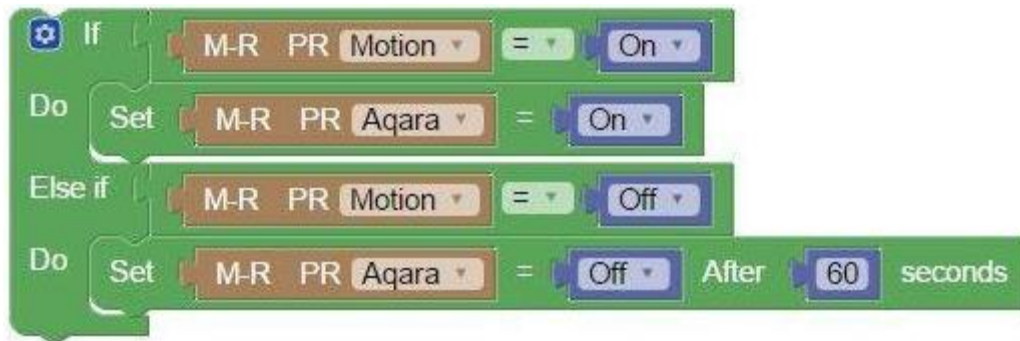 If M-R PR Motion = On
Do Set M-R PR Aqara = On
Else if M-R PR Motion = Off
Do Set M-R PR Aqara = Off After 60 seconds